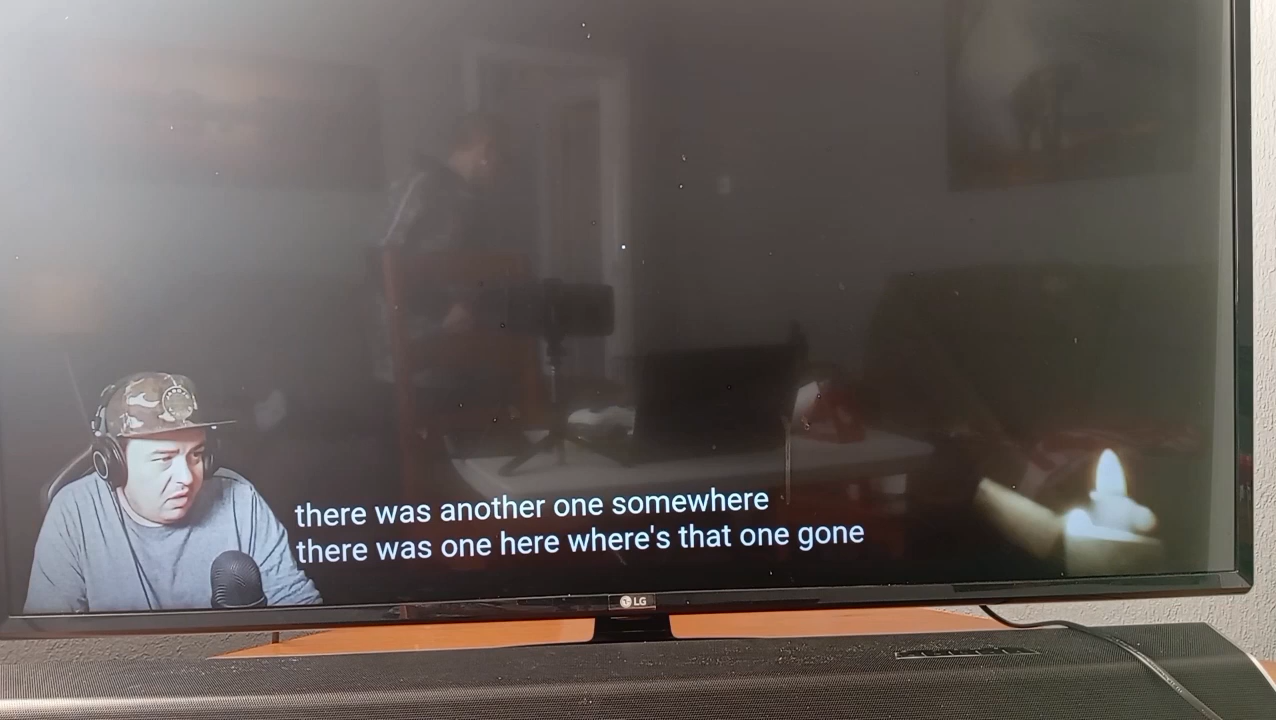 there was another one somewhere
there was one here where's that one gone
LG